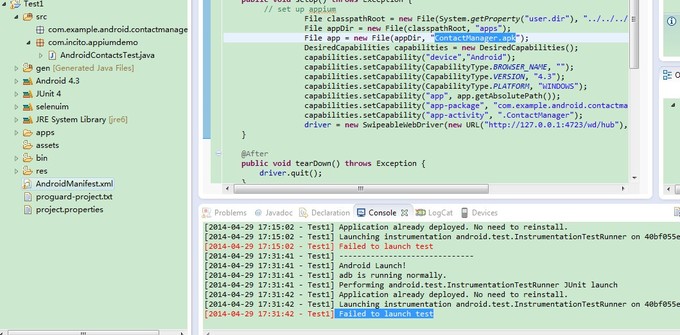 Test1
src
com.example.android.contactmanager
com.incito.appiumdemo
AndroidContactsTest.java
gen [Generated Java Files]
Android 4.3
JUnit 4
selenuim
JRE System Library [jre6]
apps
assets
bin
res
AndroidManifest.xml
proguard-project.txt
project.properties
public void setup() throws Exception {
// set up appium
File classpathRoot = new File(System.getProperty("user.dir"), "../../../
File appDir = new File(classpathRoot, "apps");
File app = new File(appDir, "ContactManager.apk");
DesiredCapabilities capabilities = new DesiredCapabilities();
capabilities.setCapability("device","Android");
capabilities.setCapability(CapabilityType.BROWSER_NAME, "");
capabilities.setCapability(CapabilityType.VERSION, "4.3");
capabilities.setCapability(CapabilityType.PLATFORM, "WINDOWS");
capabilities.setCapability("app", app.getAbsolutePath());
capabilities.setCapability("app-package", "com.example.android.contactma
capabilities.setCapability("app-activity", ".ContactManager");
driver = new SwipeableWebDriver(new URL("http://127.0.0.1:4723/wd/hub"),
}
@After
public void tearDown() throws Exception {
driver.quit();
}
Problems Javadoc Declaration Console LogCat Devices
[2014-04-29 17:15:02 - Test1] Application already deployed. No need to reinstall.
[2014-04-29 17:15:02 - Test1] Launching instrumentation android.test.InstrumentationTestRunner on 40bf055e
[2014-04-29 17:15:02 - Test1] Failed to launch test
[2014-04-29 17:31:41 - Test1] ------------------------------
[2014-04-29 17:31:41 - Test1] Android Launch!
[2014-04-29 17:31:41 - Test1] adb is running normally.
[2014-04-29 17:31:41 - Test1] Performing android.test.InstrumentationTestRunner JUnit launch
[2014-04-29 17:31:42 - Test1] Application already deployed. No need to reinstall.
[2014-04-29 17:31:42 - Test1] Launching instrumentation android.test.InstrumentationTestRunner on 40bf055e
[2014-04-29 17:31:42 - Test1] Failed to launch test